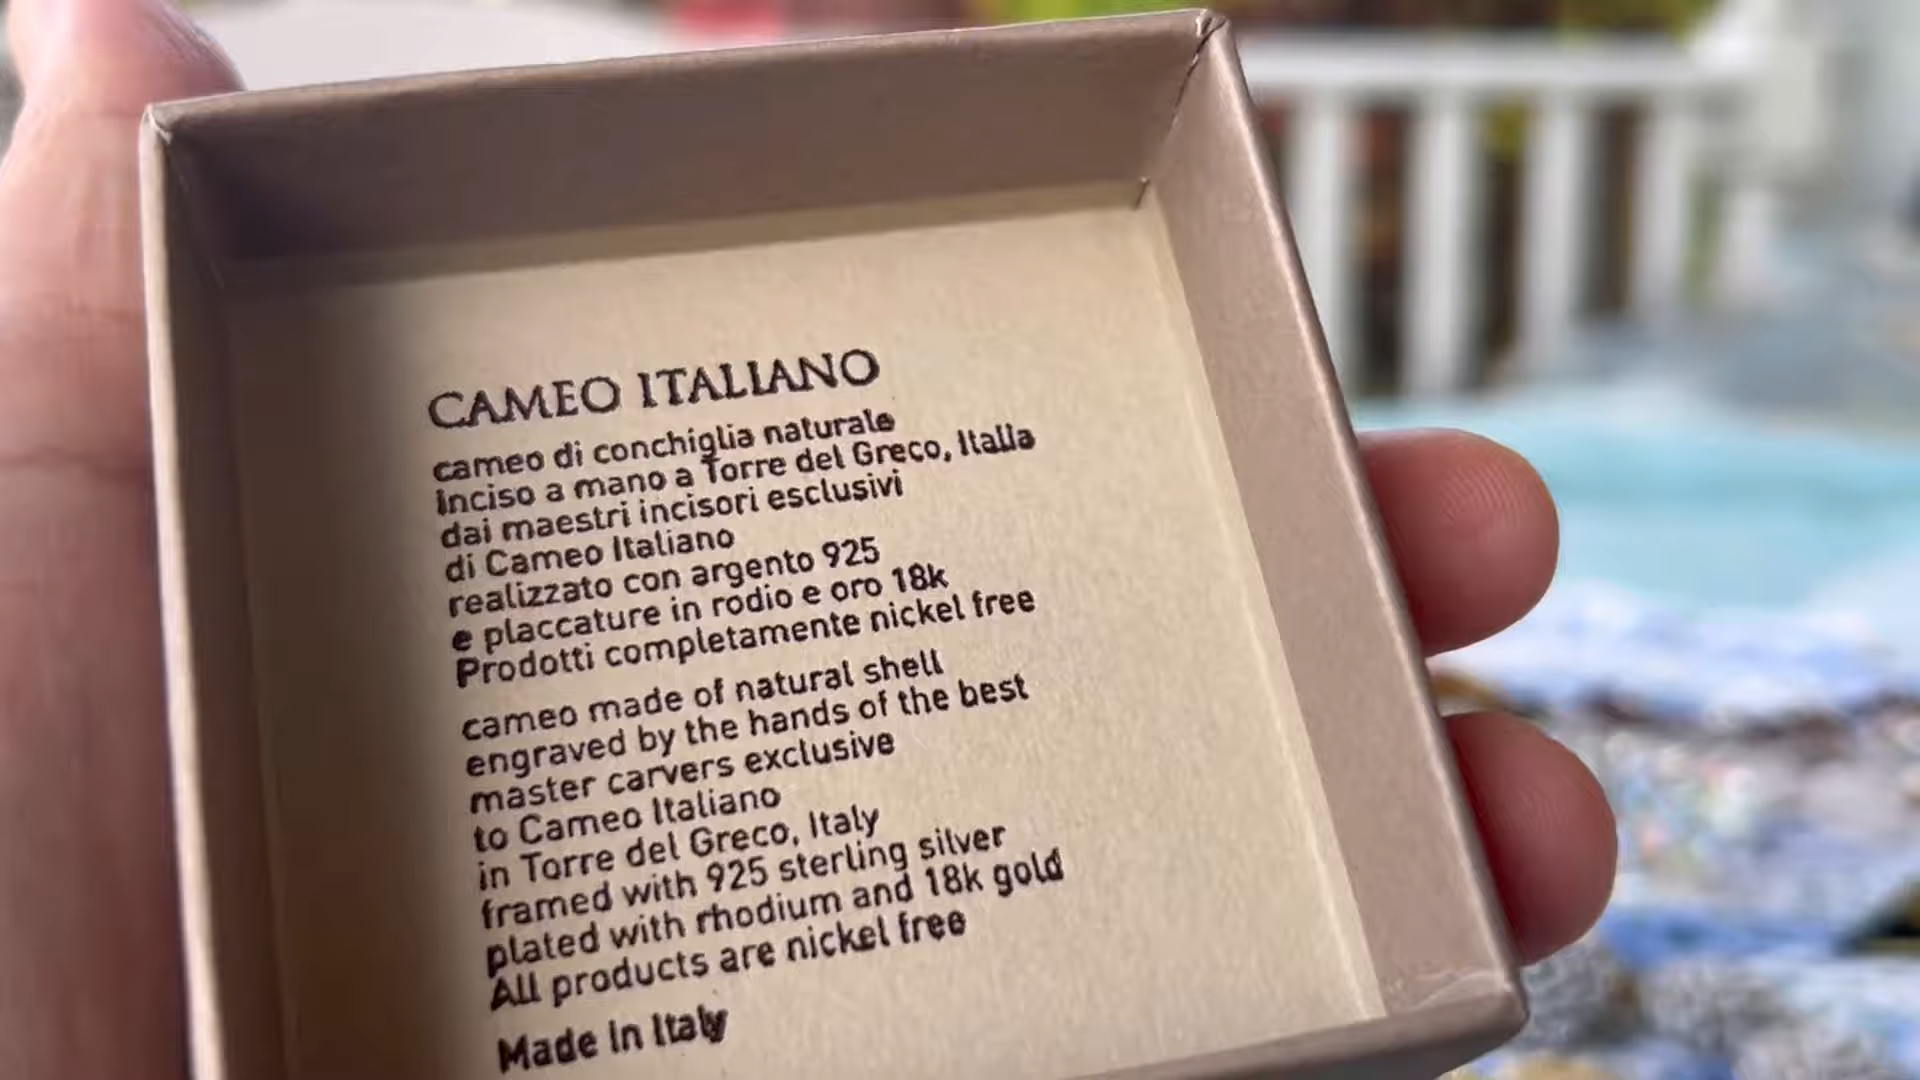 CAMEO ITALIANO
cameo di conchiglia naturale
inciso a mano a Torre del Greco, Italia
dai maestri incisori esclusivi
di Cameo Italiano
realizzato con argento 925
e placcature in rodio e oro 18k
Prodotti completamente nickel free
cameo made of natural shell
engraved by the hands of the best
master carvers exclusive
to Cameo Italiano
in Torre del Greco, Italy
framed with 925 sterling silver
plated with rhodium and 18k gold
All products are nickel free
Made in Italy